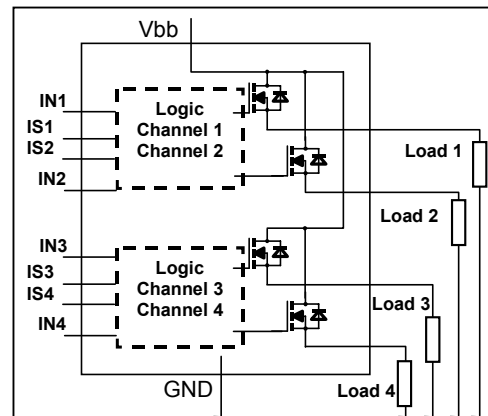 Vbb
IN1
IS1
IS2
IN2
Logic
Channel 1
Channel 2
Load 1
Load 2
IN3
IS3
IS4
IN4
Logic
Channel 3
Channel 4
Load 3
Load 4
GND